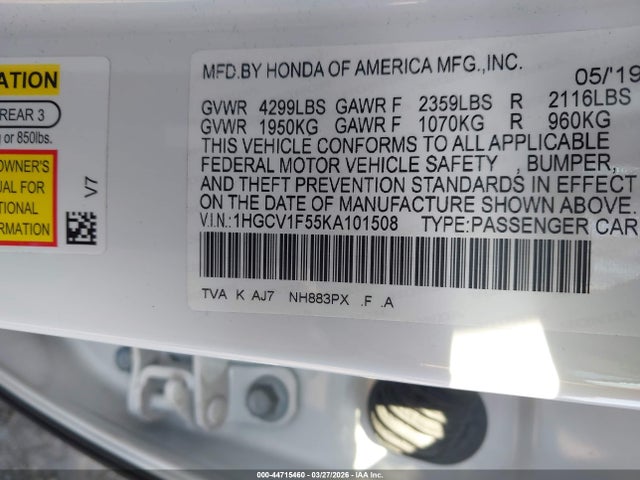 ATION
REAR 3
g or 850lbs.
OWNER'S
UAL FOR
TIONAL
RMATION
V7
MFD.BY HONDA OF AMERICA MFG.,INC. 05/'19
GVWR 4299LBS GAWR F 2359LBS R 2116LBS
GVWR 1950KG GAWR F 1070KG R 960KG
THIS VEHICLE CONFORMS TO ALL APPLICABLE
FEDERAL MOTOR VEHICLE SAFETY , BUMPER,
AND THEFT PREVENTION STANDARDS IN EFFECT
ON THE DATE OF MANUFACTURE SHOWN ABOVE.
V.I.N.:1HGCV1F55KA101508 TYPE:PASSENGER CAR
TVA K AJ7 NH883PX .F .A
000-44715460 | 03/27/2026 - IAA Inc.